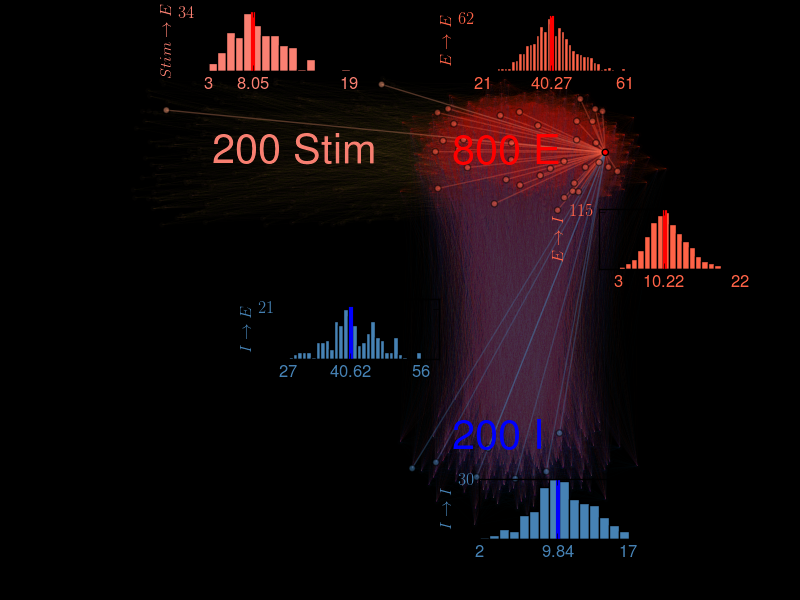 Stim → E
34
3 8.05 19
E → E
62
21 40.27 61
200 Stim
800 E
E → I
115
3 10.22 22
I → E
21
27 40.62 56
200 I
I → I
30
2 9.84 17